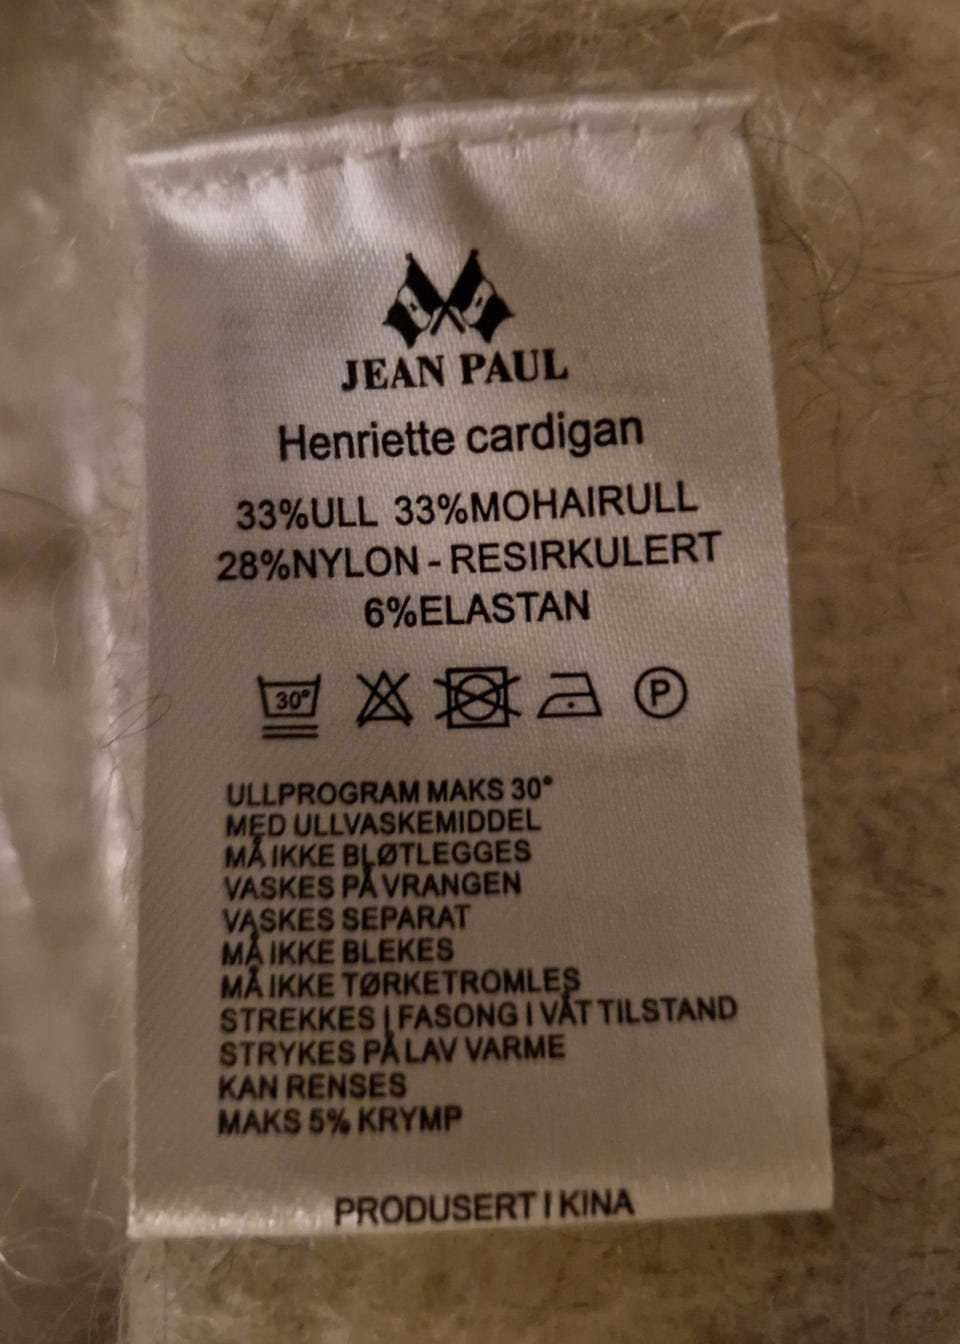 JEAN PAUL
Henriette cardigan
33%ULL 33%MOHAIRULL
28%NYLON - RESIRKULERT
6%ELASTAN
30° P
ULLPROGRAM MAKS 30°
MED ULLVASKEMIDDEL
MÅ IKKE BLØTLEGGES
VASKES PÅ VRANGEN
VASKES SEPARAT
MÅ IKKE BLEKES
MÅ IKKE TØRKETROMLES
STREKKES I FASONG I VÅT TILSTAND
STRYKES PÅ LAV VARME
KAN RENSES
MAKS 5% KRYMP
PRODUSERT I KINA